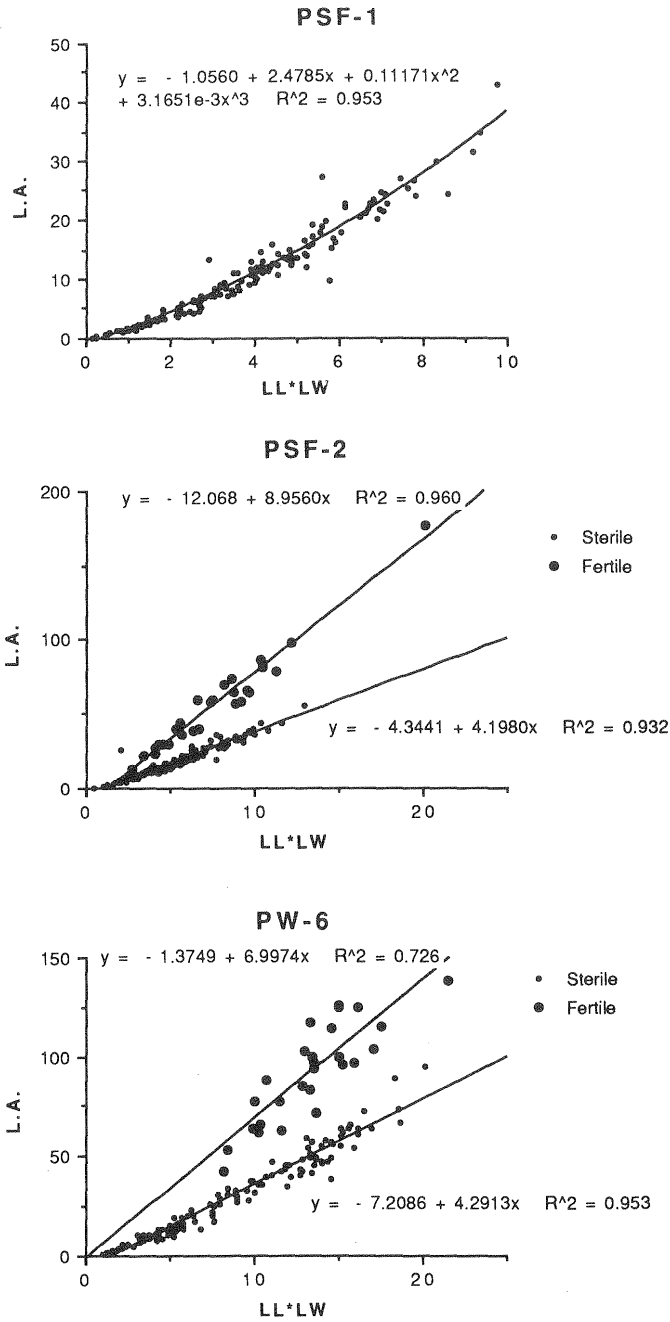 PSF-1
y = - 1.0560 + 2.4785x + 0.11171x^2
+ 3.1651e-3x^3 R^2 = 0.953
50
40
30
20
10
0
L.A.
0 2 4 6 8 10
LL*LW
PSF-2
y = - 12.068 + 8.9560x R^2 = 0.960
200
100
0
L.A.
Sterile
Fertile
y = - 4.3441 + 4.1980x R^2 = 0.932
0 10 20
LL*LW
PW-6
y = - 1.3749 + 6.9974x R^2 = 0.726
150
100
50
0
L.A.
Sterile
Fertile
y = - 7.2086 + 4.2913x R^2 = 0.953
0 10 20
LL*LW